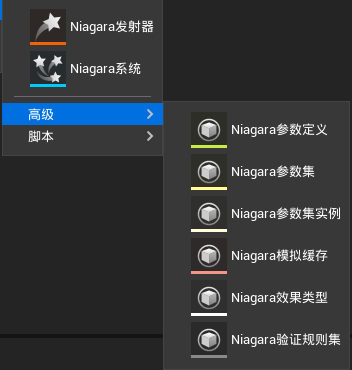 Niagara发射器
Niagara系统
高级
脚本
Niagara参数定义
Niagara参数集
Niagara参数集实例
Niagara模拟缓存
Niagara效果类型
Niagara验证规则集